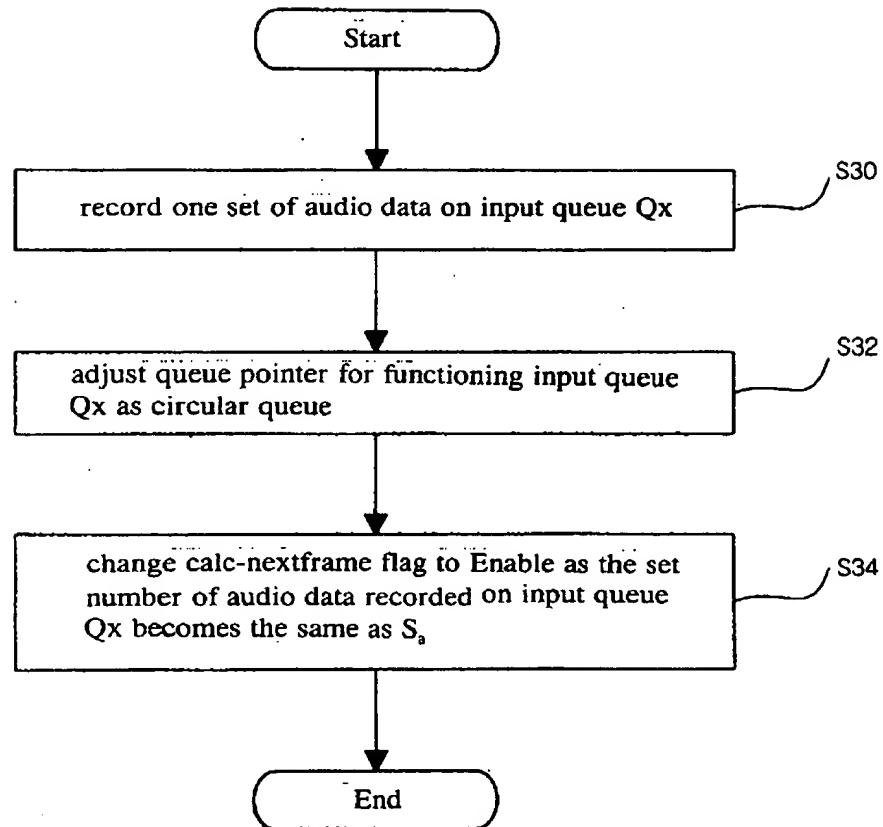 Start
S30
record one set of audio data on input queue Qx
S32
adjust queue pointer for functioning input queue
Qx as circular queue
change calc-nextframe flag to Enable as the set
S34
number of audio data recorded on input queue
Qx becomes the same as Sa
End